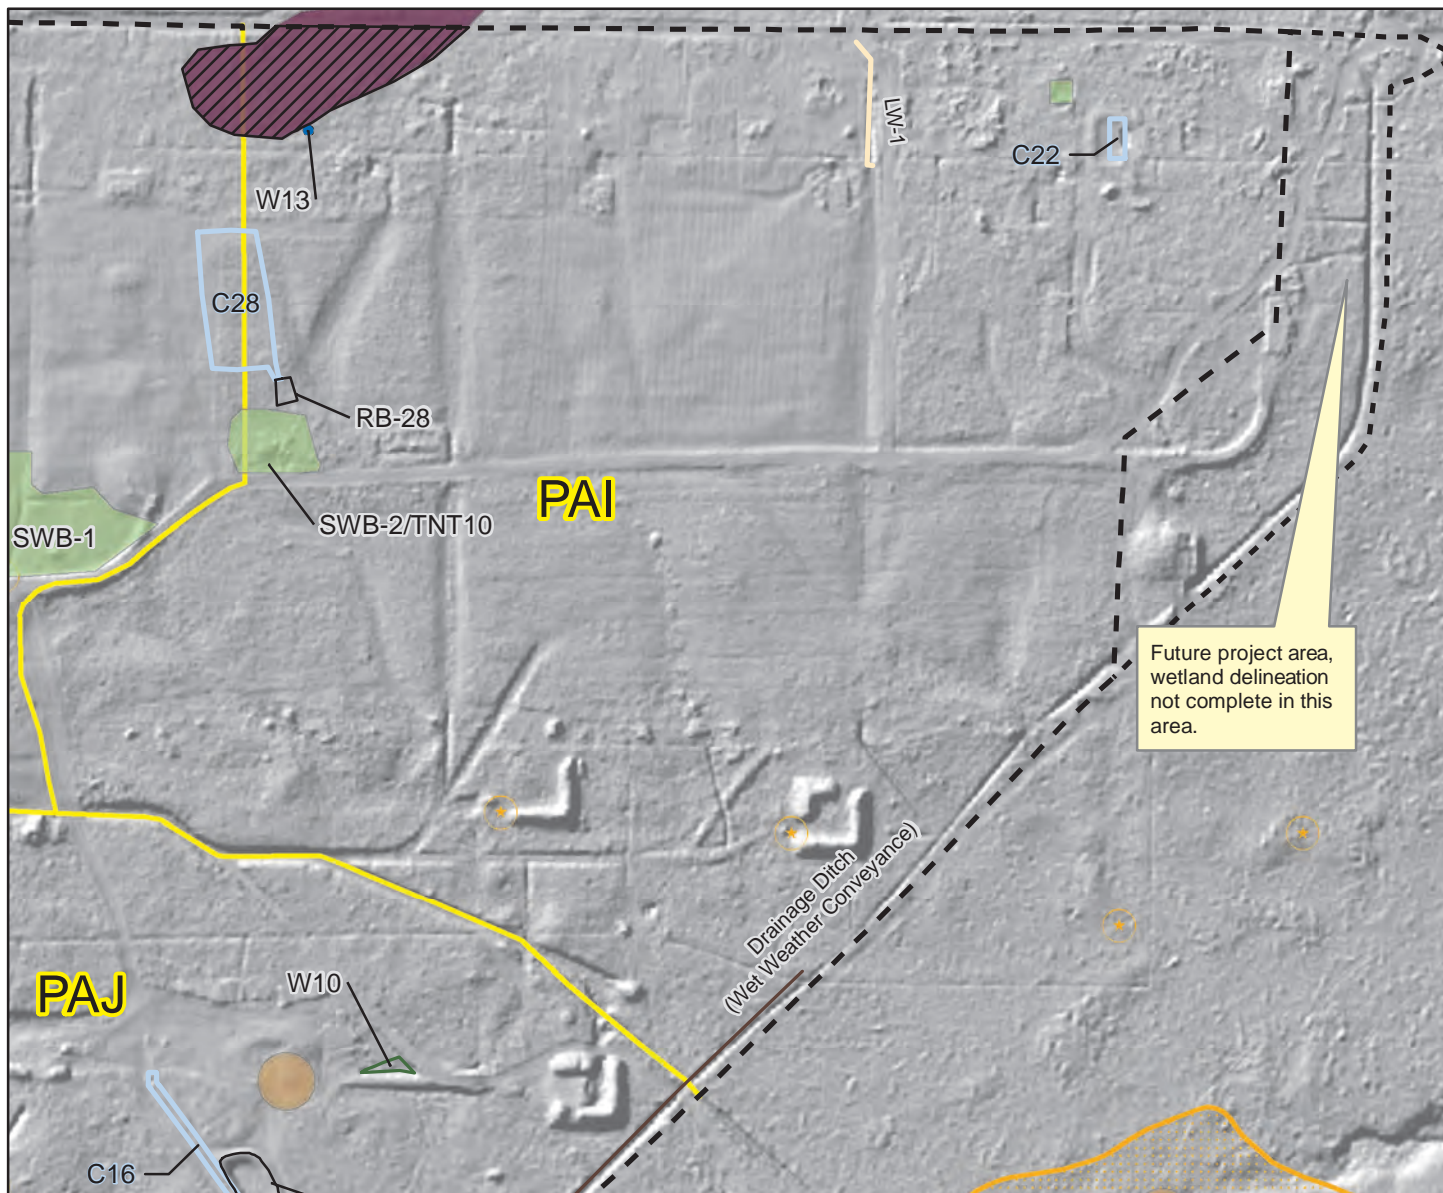 LW-1
C22
W13
C28
RB-28
PAI
SWB-2/TNT10
SWB-1
Future project area,
wetland delineation
not complete in this
area.
Drainage Ditch
(Wet Weather Conveyance)
PAJ
W10
C16